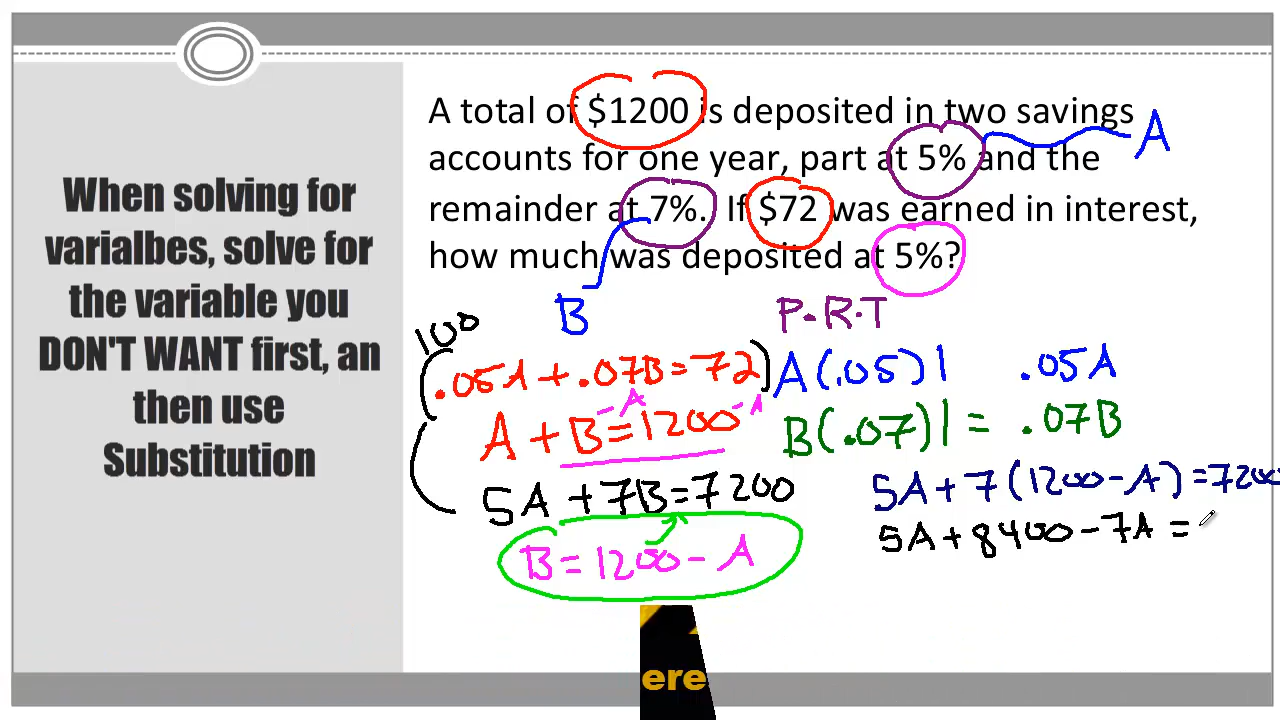 When solving for
varialbes, solve for
the variable you
DON'T WANT first, an
then use
Substitution
A total of $1200 is deposited in two savings
accounts for one year, part at 5% and the
remainder at 7%. If $72 was earned in interest,
how much was deposited at 5%?
A
B
P.R.T
100
(.05A + .07B = 72)
A(.05)1 .05A
-A -A
A + B = 1200
B(.07)1 = .07B
5A + 7B = 7200
5A + 7(1200 - A) = 7200
5A + 8400 - 7A =
B = 1200 - A
ere